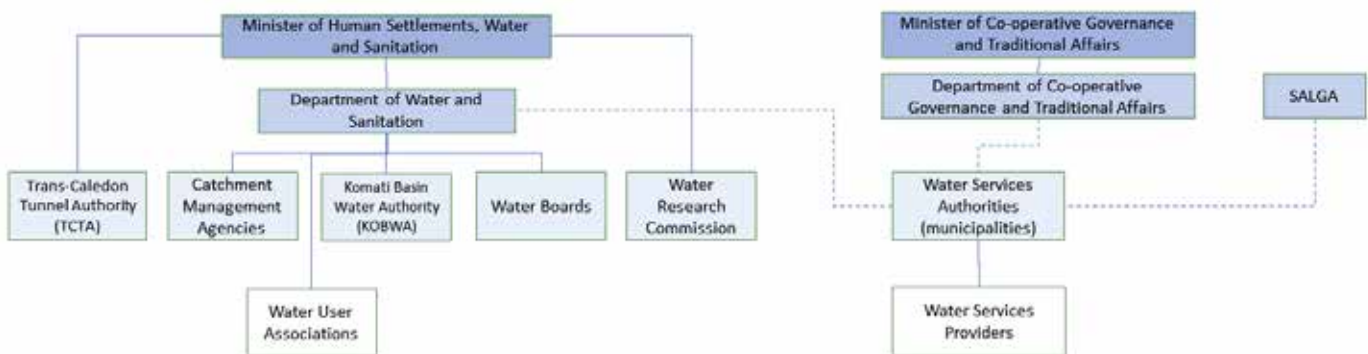 Minister of Human Settlements, Water
and Sanitation
Minister of Co-operative Governance
and Traditional Affairs
Department of Water and
Sanitation
Department of Co-operative
Governance and Traditional Affairs
SALGA
Trans-Caledon
Tunnel Authority
(TCTA)
Catchment
Management
Agencies
Komati Basin
Water Authority
(KOBWA)
Water Boards
Water
Research
Commission
Water Services
Authorities
(municipalities)
Water User
Associations
Water Services
Providers